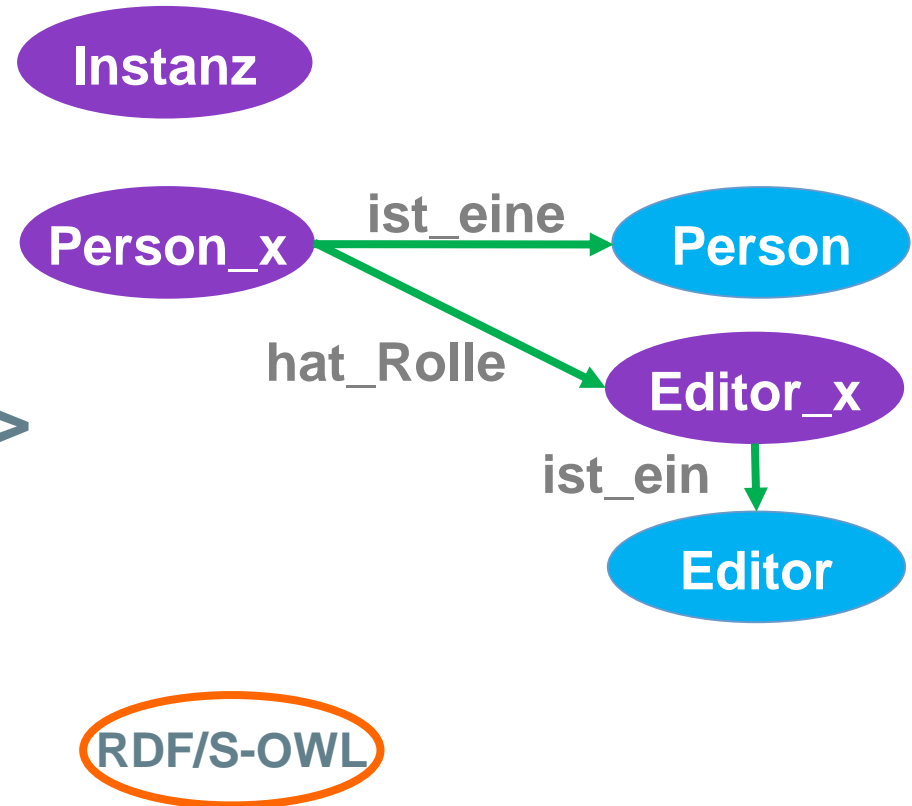 Instanz
ist_eine
Person_x
Person
hat_Rolle
Editor_x
>
ist_ein
Editor
RDF/S-OWL